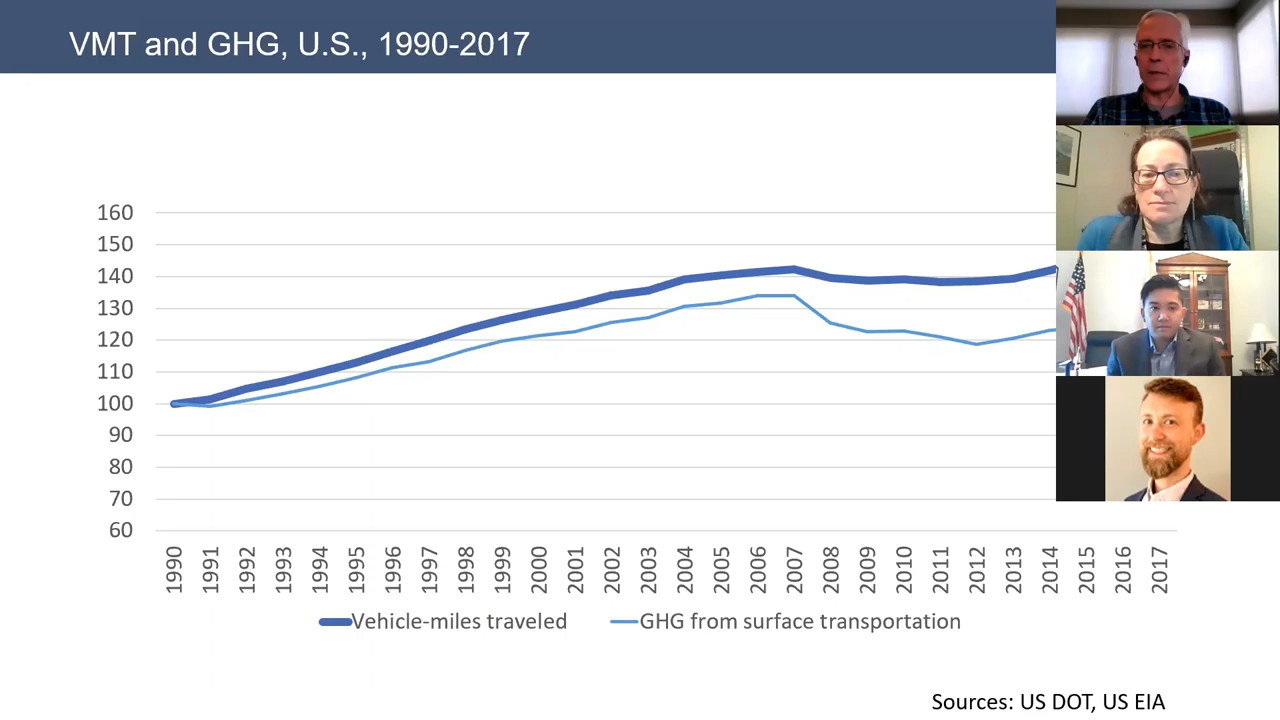 VMT and GHG, U.S., 1990-2017
160
150
140
130
120
110
100
90
80
70
60
1990 1991 1992 1993 1994 1995 1996 1997 1998 1999 2000 2001 2002 2003 2004 2005 2006 2007 2008 2009 2010 2011 2012 2013 2014 2015 2016 2017
Vehicle-miles traveled GHG from surface transportation
Sources: US DOT, US EIA